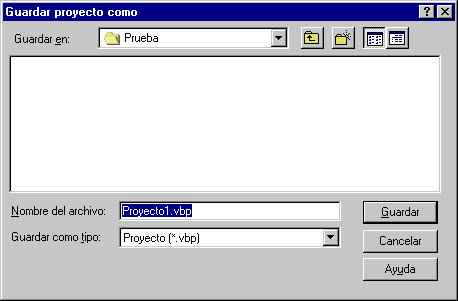 Guardar proyecto como
Guardar en: Prueba
Nombre del archivo: Proyecto1.vbp Guardar
Guardar como tipo: Proyecto (*.vbp) Cancelar
Ayuda